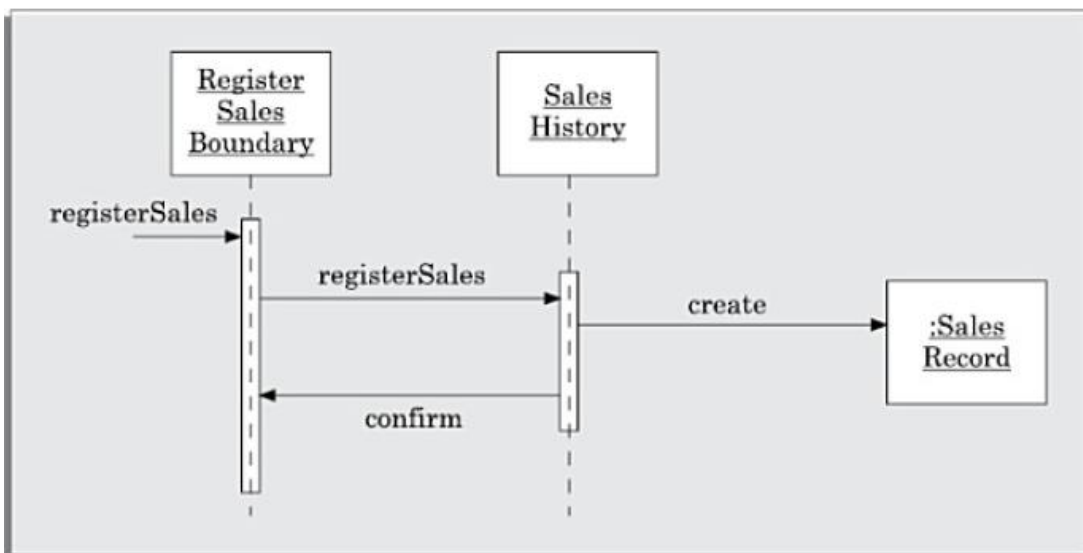 Register
Sales
Boundary
Sales
History
registerSales
registerSales
create
:Sales
Record
confirm